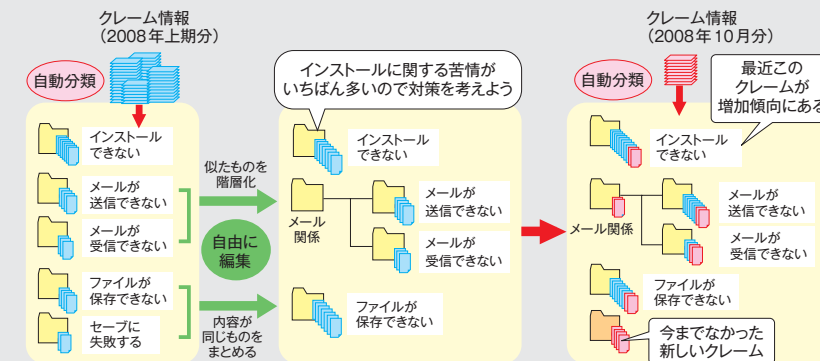 クレーム情報
（2008年上期分）
自動分類
インストール
できない
メールが
送信できない
メールが
受信できない
ファイルが
保存できない
セーブに
失敗する
似たものを
階層化
自由に
編集
内容が
同じものを
まとめる
インストールに関する苦情が
いちばん多いので対策を考えよう
インストール
できない
メール
関係
メールが
送信できない
メールが
受信できない
ファイルが
保存できない
クレーム情報
（2008年10月分）
自動分類
最近この
クレームが
増加傾向にある
インストール
できない
メール関係
メールが
送信できない
メールが
受信できない
ファイルが
保存できない
今までなかった
新しいクレーム